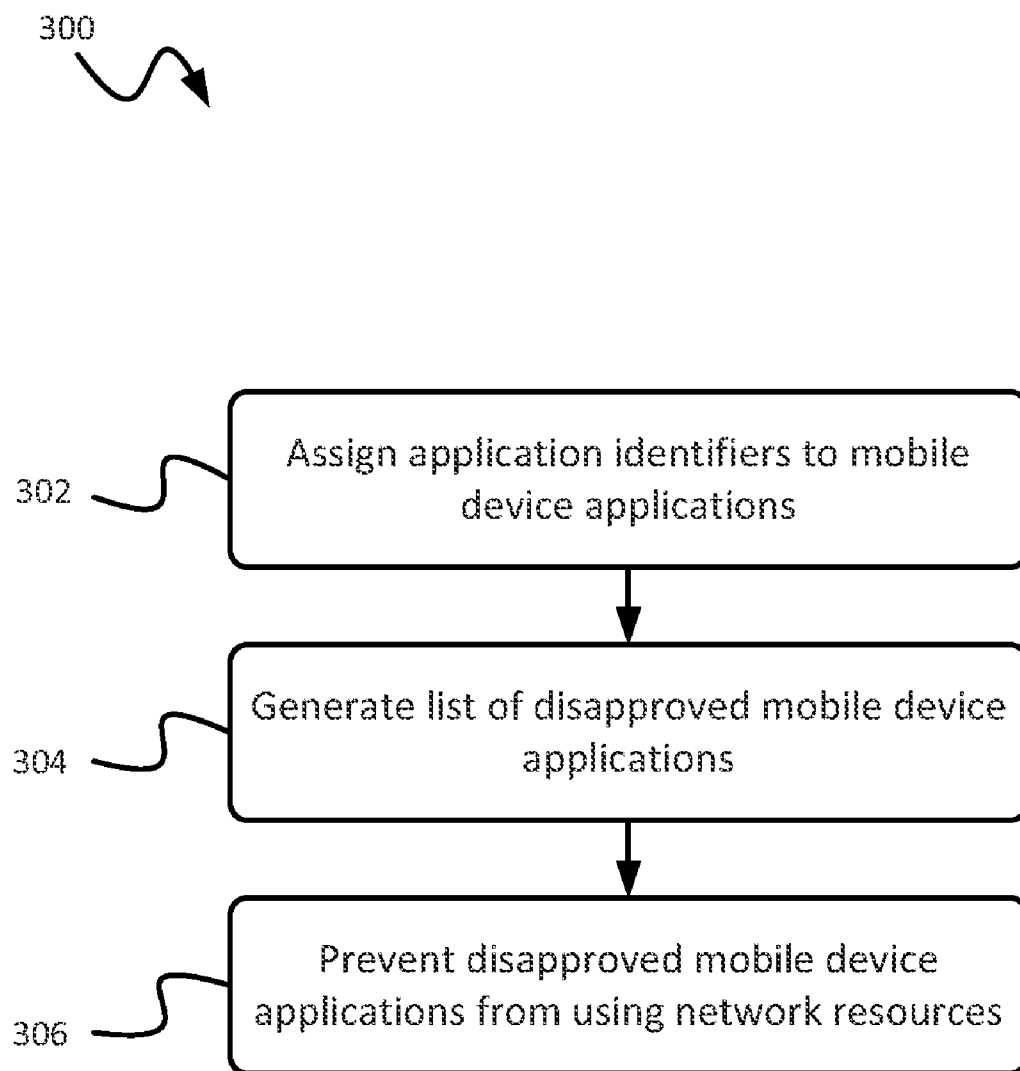 300
302
Assign application identifiers to mobile
device applications
304
Generate list of disapproved mobile device
applications
306
Prevent disapproved mobile device
applications from using network resources